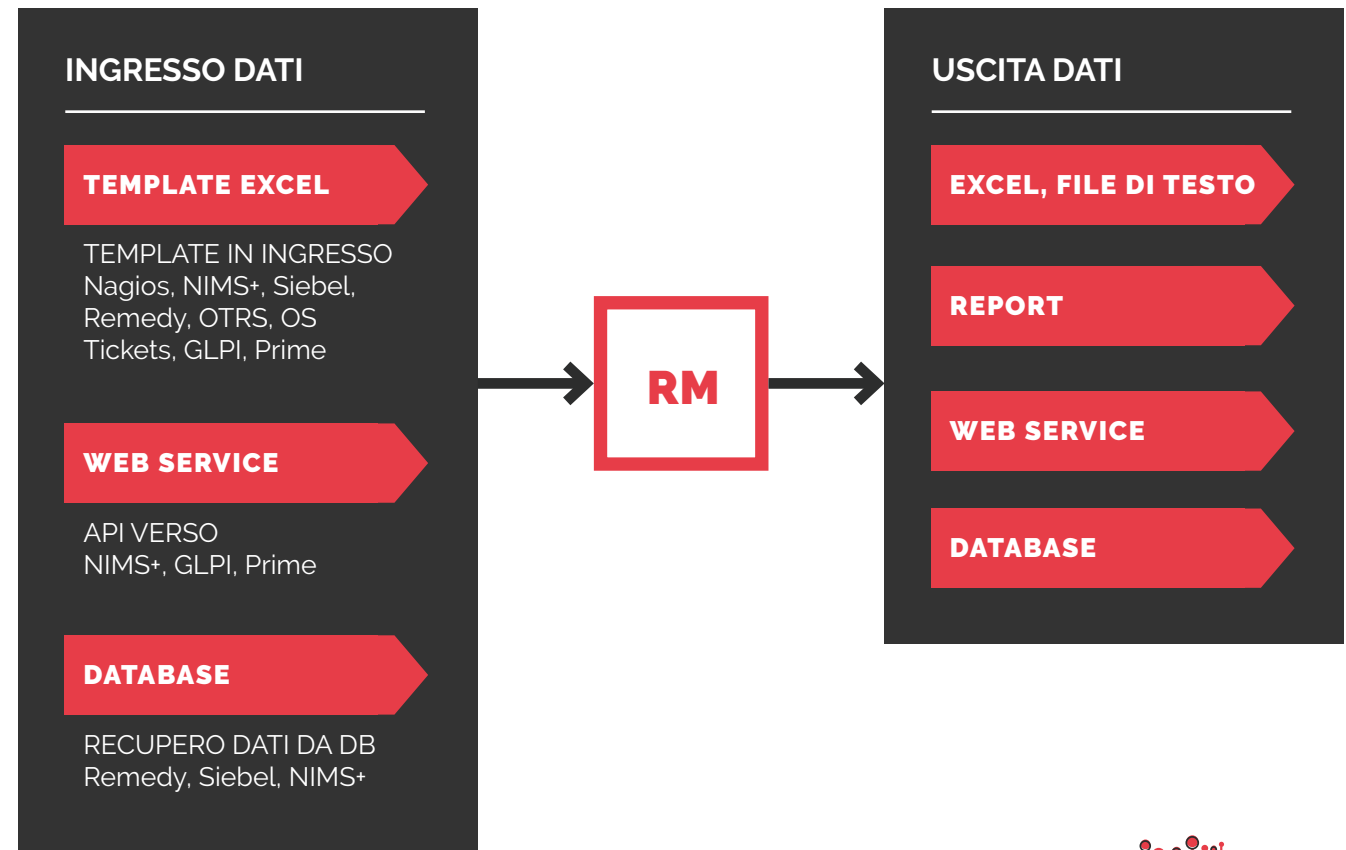 INGRESSO DATI
TEMPLATE EXCEL
TEMPLATE IN INGRESSO
Nagios, NIMS+, Siebel,
Remedy, OTRS, OS
Tickets, GLPI, Prime
WEB SERVICE
API VERSO
NIMS+, GLPI, Prime
DATABASE
RECUPERO DATI DA DB
Remedy, Siebel, NIMS+
RM
USCITA DATI
EXCEL, FILE DI TESTO
REPORT
WEB SERVICE
DATABASE